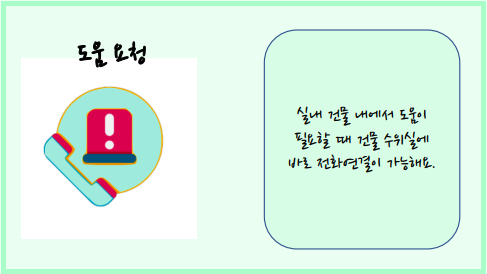 도움 요청
실내 건물 내에서 도움이
필요할 때 건물 수위실에
바로 전화연결이 가능해요.